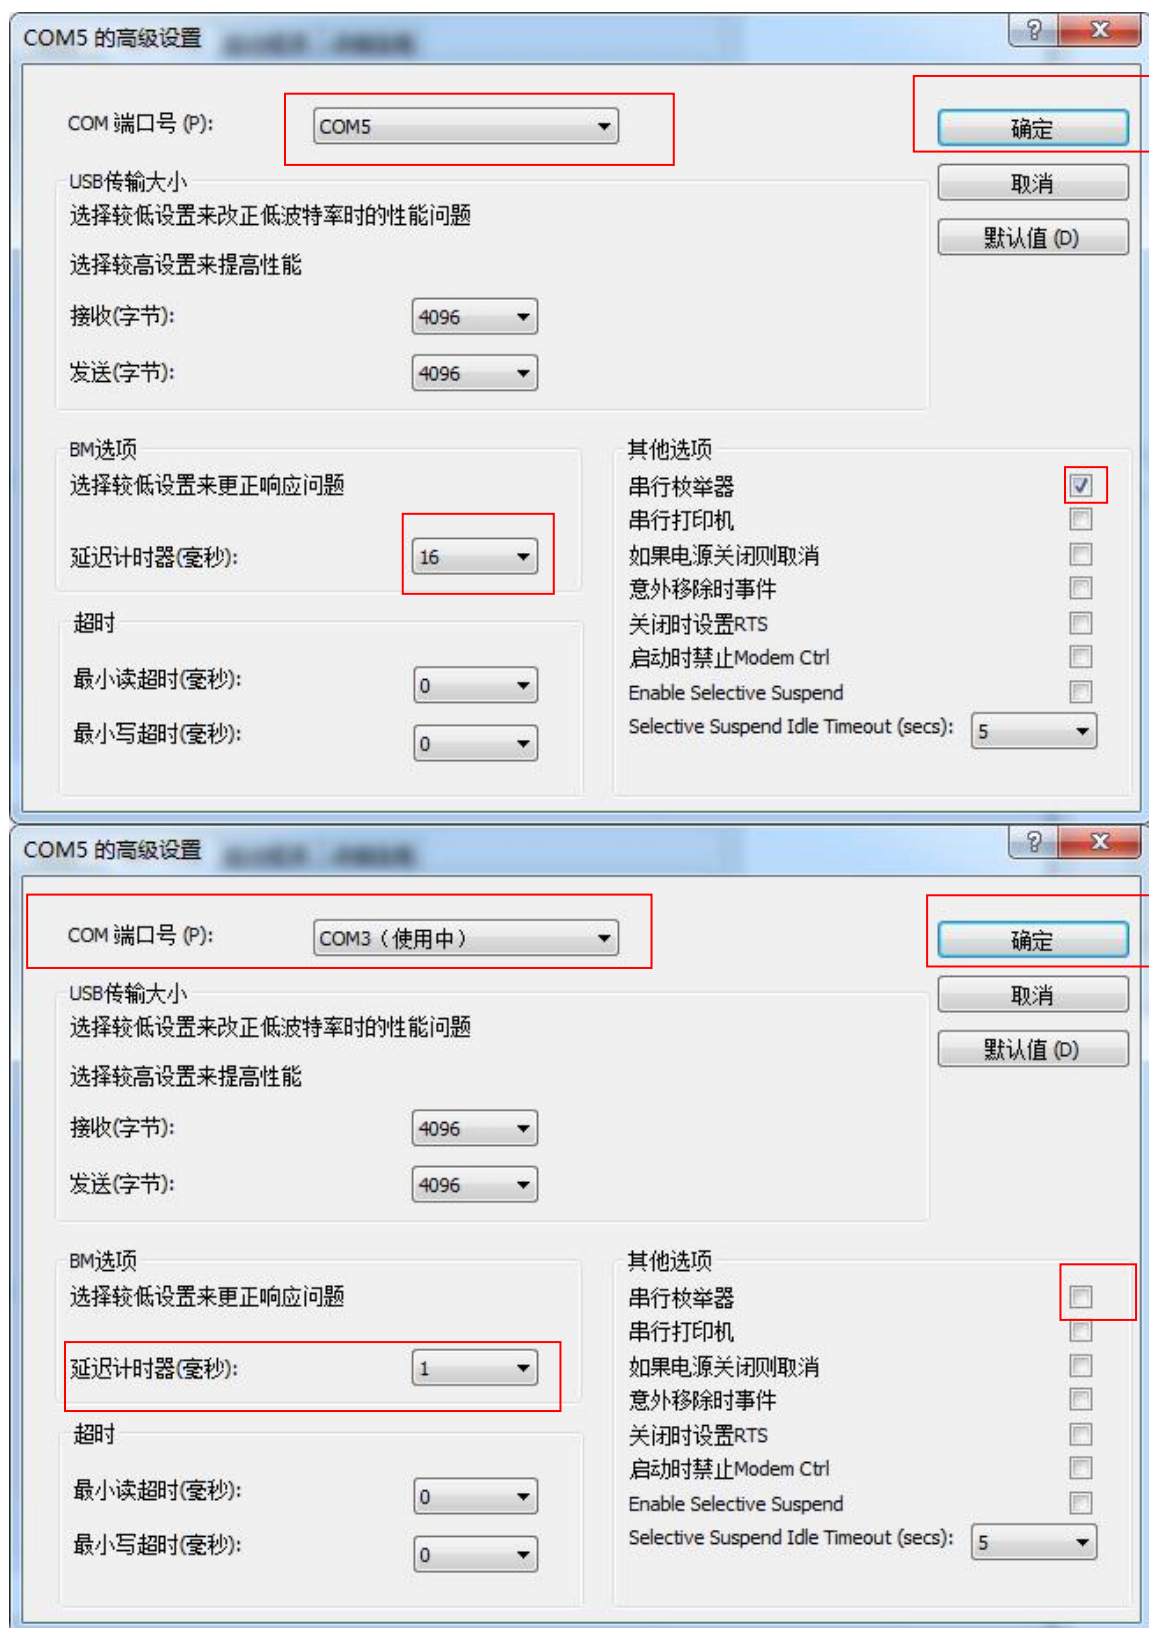 COM5 的高级设置
COM 端口号 (P):
COM5
确定
USB传输大小
取消
选择较低设置来改正低波特率时的性能问题
默认值 (D)
选择较高设置来提高性能
接收(字节):
4096
发送(字节):
4096
BM选项
选择较低设置来更正响应问题
延迟计时器(毫秒):
16
超时
最小读超时(毫秒):
0
最小写超时(毫秒):
0
其他选项
串行枚举器
串行打印机
如果电源关闭则取消
意外移除时事件
关闭时设置RTS
启动时禁止Modem Ctrl
Enable Selective Suspend
Selective Suspend Idle Timeout (secs):
5
COM5 的高级设置
COM 端口号 (P):
COM3（使用中）
确定
USB传输大小
取消
选择较低设置来改正低波特率时的性能问题
默认值 (D)
选择较高设置来提高性能
接收(字节):
4096
发送(字节):
4096
BM选项
选择较低设置来更正响应问题
延迟计时器(毫秒):
1
超时
最小读超时(毫秒):
0
最小写超时(毫秒):
0
其他选项
串行枚举器
串行打印机
如果电源关闭则取消
意外移除时事件
关闭时设置RTS
启动时禁止Modem Ctrl
Enable Selective Suspend
Selective Suspend Idle Timeout (secs):
5